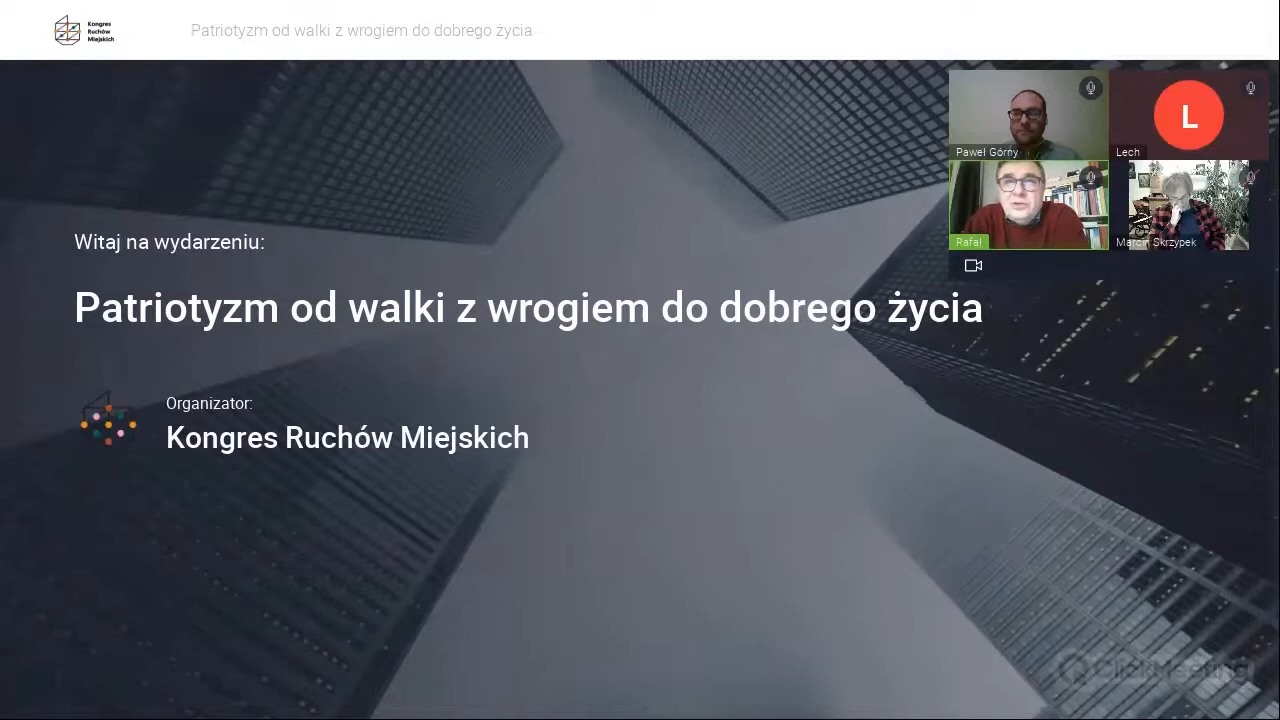 Kongres
Ruchów
Miejskich
Patriotyzm od walki z wrogiem do dobrego życia
Paweł Górny
L
Lech
Rafał
Marcin Skrzypek
Witaj na wydarzeniu:
Patriotyzm od walki z wrogiem do dobrego życia
Organizator:
Kongres Ruchów Miejskich
ClickMeeting